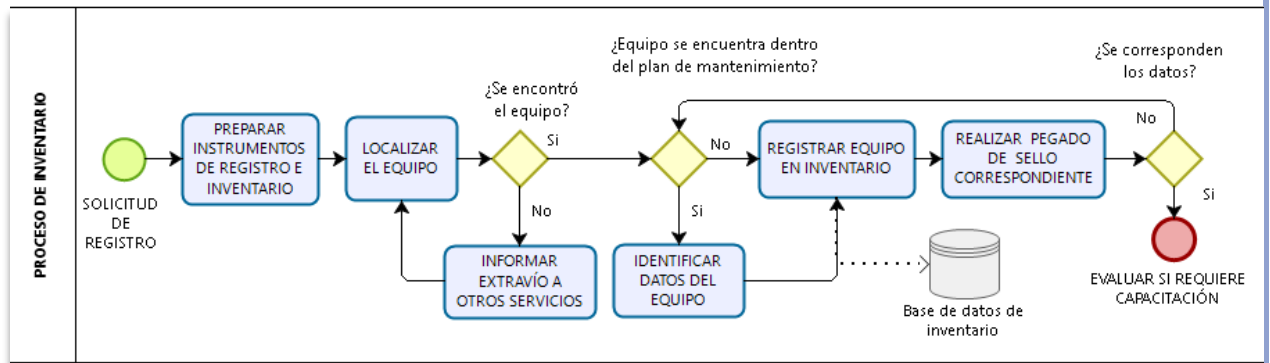 PROCESO DE INVENTARIO
SOLICITUD
DE
REGISTRO
PREPARAR
INSTRUMENTOS
DE REGISTRO E
INVENTARIO
LOCALIZAR
EL EQUIPO
¿Se encontró
el equipo?
Si
No
INFORMAR
EXTRAVÍO A
OTROS SERVICIOS
¿Equipo se encuentra dentro
del plan de mantenimiento?
No
Si
IDENTIFICAR
DATOS DEL
EQUIPO
REGISTRAR EQUIPO
EN INVENTARIO
Base de datos de
inventario
REALIZAR PEGADO
DE SELLO
CORRESPONDIENTE
¿Se corresponden
los datos?
No
Si
EVALUAR SI REQUIERE
CAPACITACIÓN